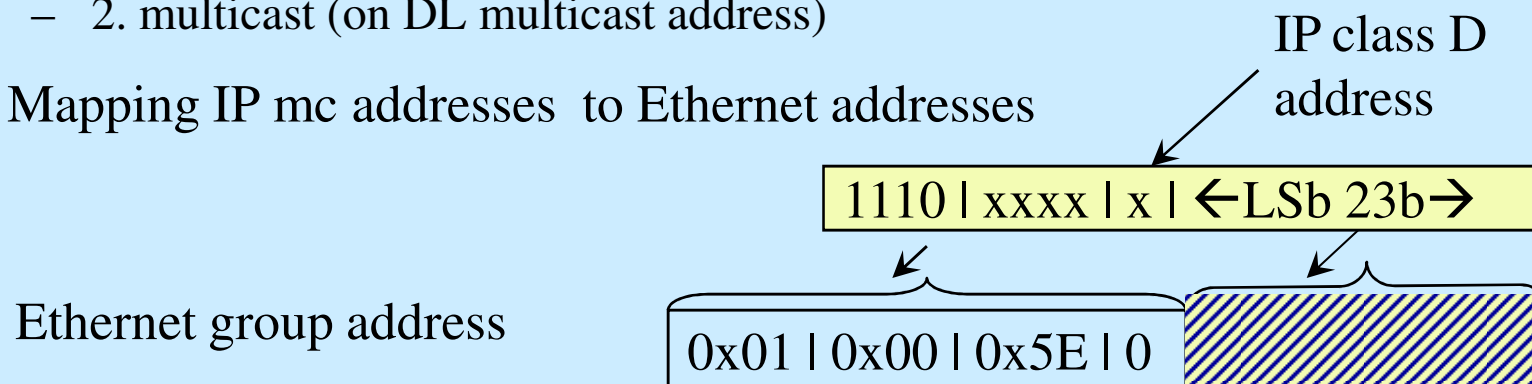 – 2. multicast (on DL multicast address)
IP class D
address
Mapping IP mc addresses to Ethernet addresses
1110 | xxxx | x | ←LSb 23b→
Ethernet group address
0x01 | 0x00 | 0x5E | 0